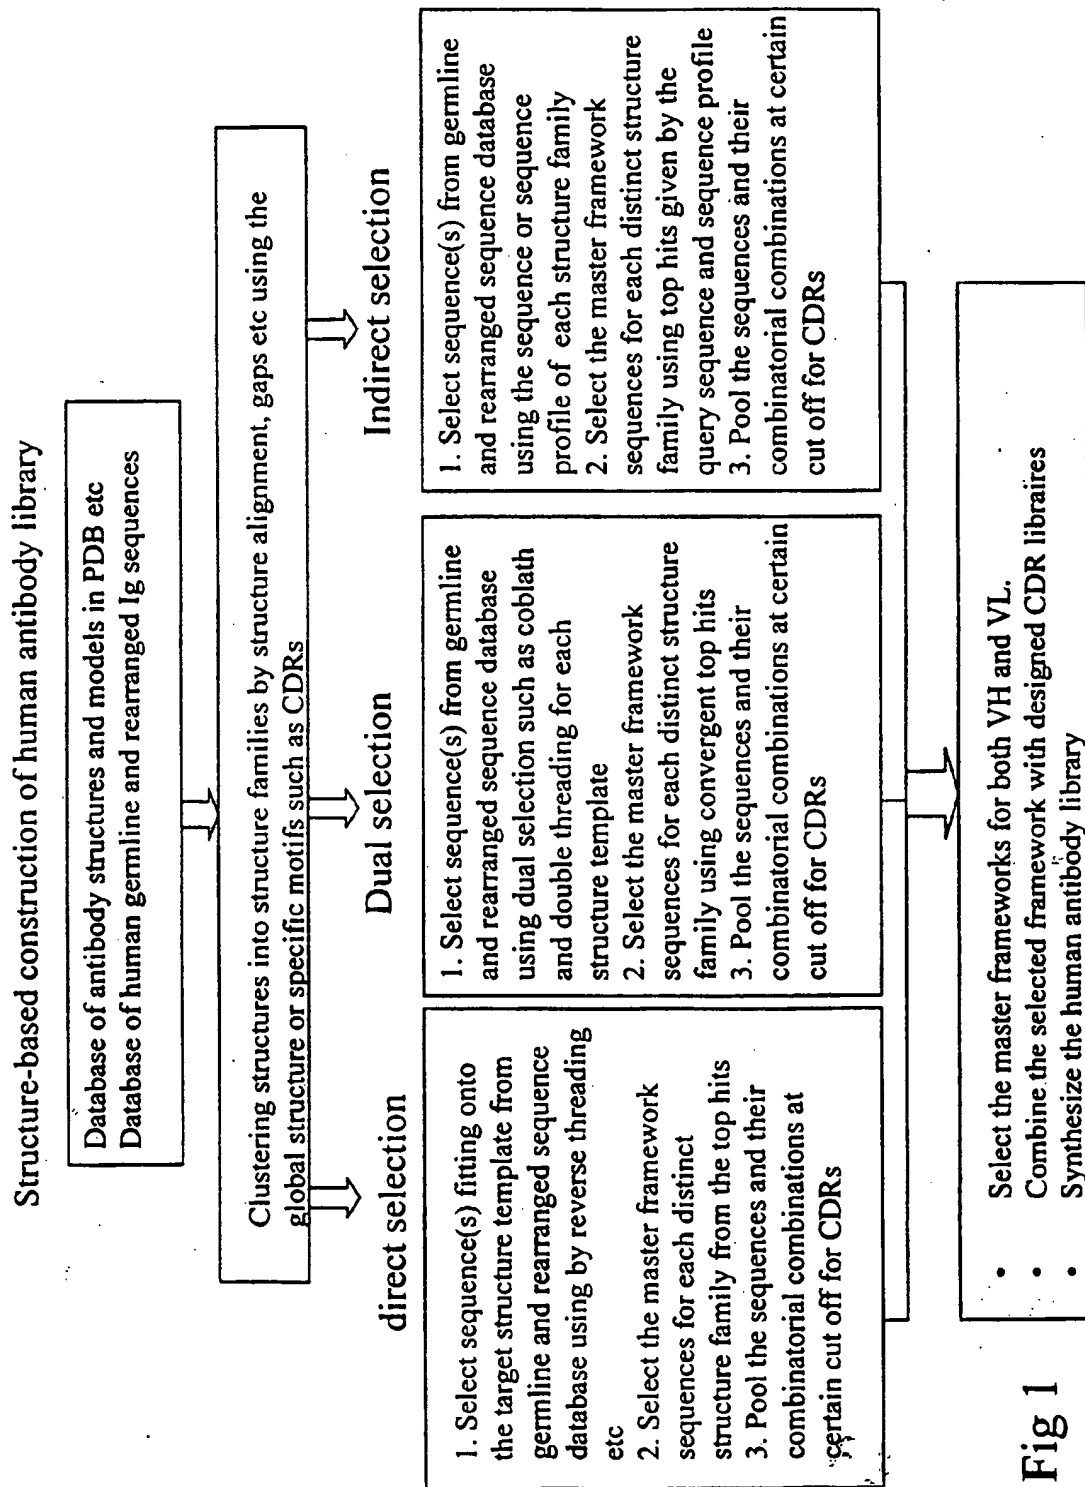 Structure-based construction of human antibody library
Database of antibody structures and models in PDB etc
Database of human germline and rearranged Ig sequences
Clustering structures into structure families by structure alignment, gaps etc using the
global structure or specific motifs such as CDRs
direct selection
1. Select sequence(s) fitting onto
the target structure template from
germline and rearranged sequence
database using by reverse threading
etc
2. Select the master framework
sequences for each distinct
structure family from the top hits
3. Pool the sequences and their
combinatorial combinations at
certain cut off for CDRs
Dual selection
1. Select sequence(s) from germline
and rearranged sequence database
using dual selection such as coblath
and double threading for each
structure template
2. Select the master framework
sequences for each distinct structure
family using convergent top hits
3. Pool the sequences and their
combinatorial combinations at certain
cut off for CDRs
Indirect selection
1. Select sequence(s) from germline
and rearranged sequence database
using the sequence or sequence
profile of each structure family
2. Select the master framework
sequences for each distinct structure
family using top hits given by the
query sequence and sequence profile
3. Pool the sequences and their
combinatorial combinations at certain
cut off for CDRs
• Select the master frameworks for both VH and VL.
• Combine the selected framework with designed CDR libraires
• Synthesize the human antibody library
Fig 1